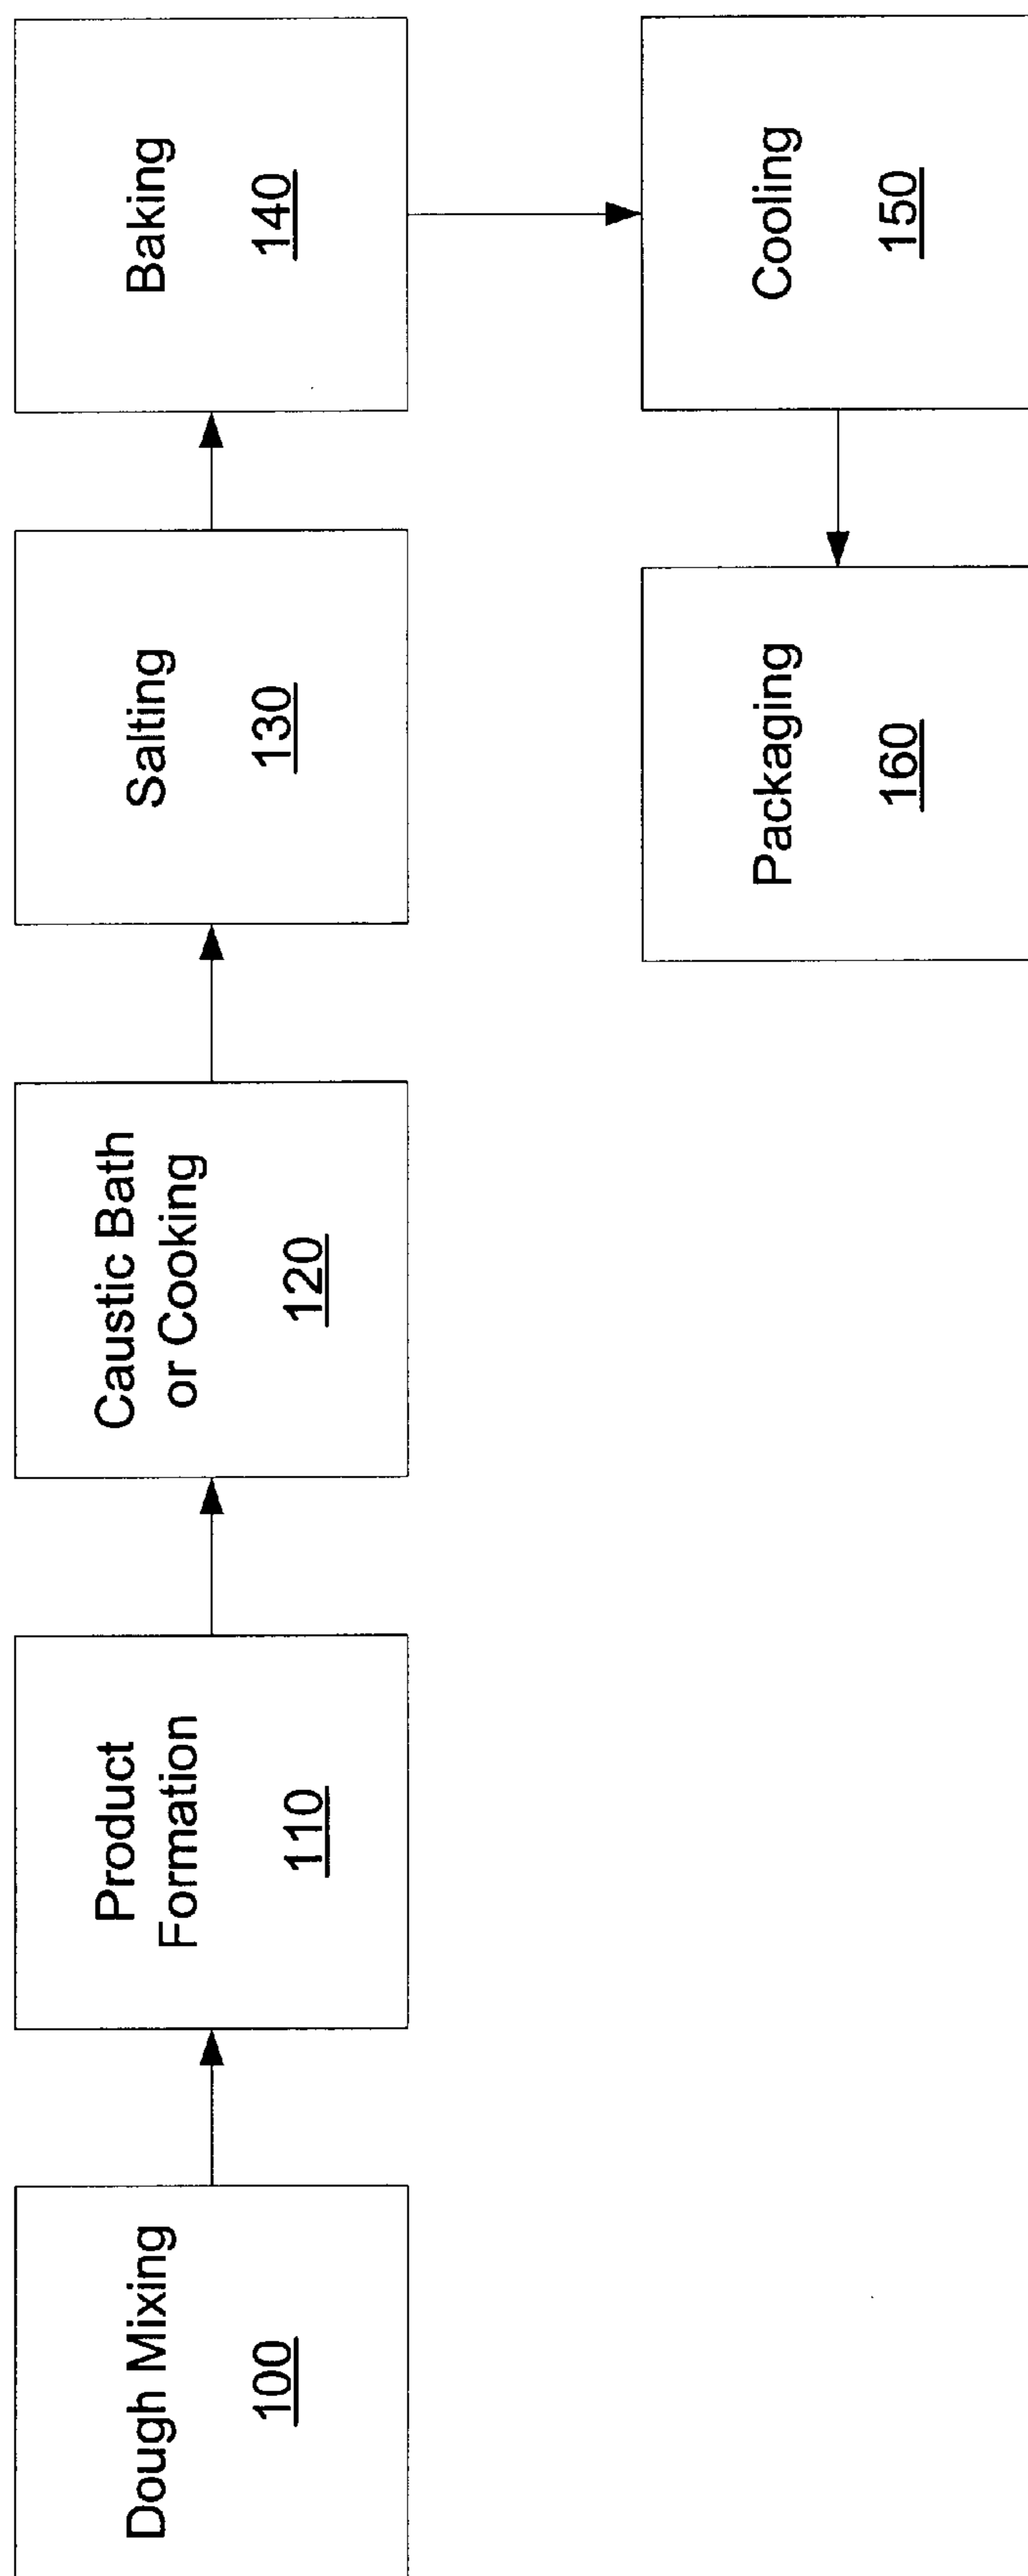 Dough Mixing
100
Product
Formation
110
Caustic Bath
or Cooking
120
Salting
130
Baking
140
Cooling
150
Packaging
160